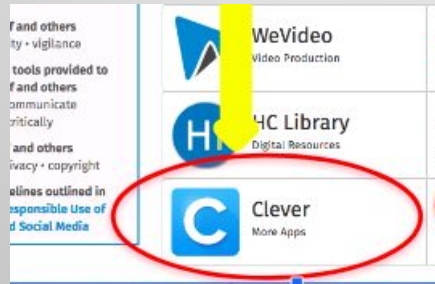 f and others
ty • vigilance
tools provided to
f and others
ommunicate
critically
and others
ivacy • copyright
elines outlined in
esponsible Use of
d Social Media
WeVideo
Video Production
HC Library
Digital Resources
C
Clever
More Apps